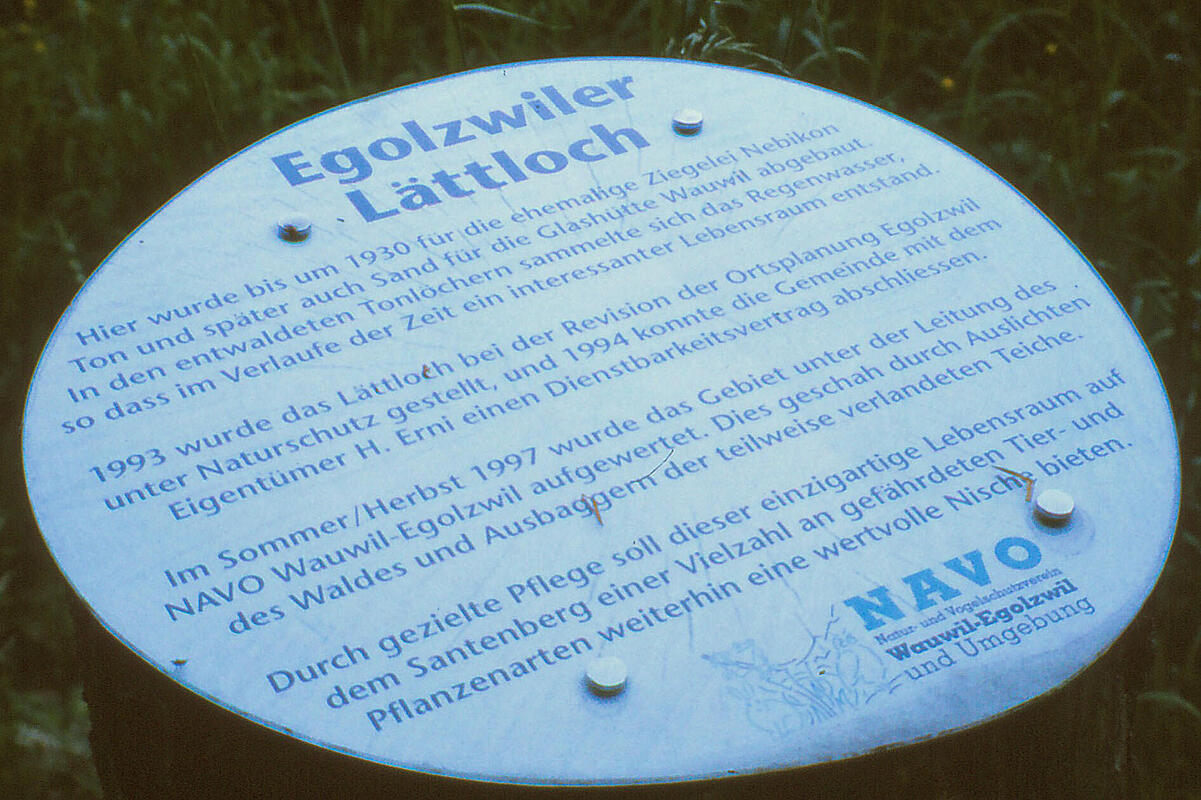 Egolzwiler
Lättloch
Hier wurde bis um 1930 für die ehemalige Ziegelei Nebikon
Ton und später auch Sand für die Glashütte Wauwil abgebaut.
In den entwaldeten Tonlöchern sammelte sich das Regenwasser,
so dass im Verlaufe der Zeit ein interessanter Lebensraum entstand.
1993 wurde das Lättloch bei der Revision der Ortsplanung Egolzwil
unter Naturschutz gestellt, und 1994 konnte die Gemeinde mit dem
Eigentümer H. Erni einen Dienstbarkeitsvertrag abschliessen.
Im Sommer/Herbst 1997 wurde das Gebiet unter der Leitung des
NAVO Wauwil-Egolzwil aufgewertet. Dies geschah durch Auslichten
des Waldes und Ausbaggern der teilweise verlandeten Teiche.
Durch gezielte Pflege soll dieser einzigartige Lebensraum auf
dem Santenberg einer Vielzahl an gefährdeten Tier- und
Pflanzenarten weiterhin eine wertvolle Nische bieten.
NAVO
Natur- und Vogelschutzverein
Wauwil-Egolzwil
und Umgebung